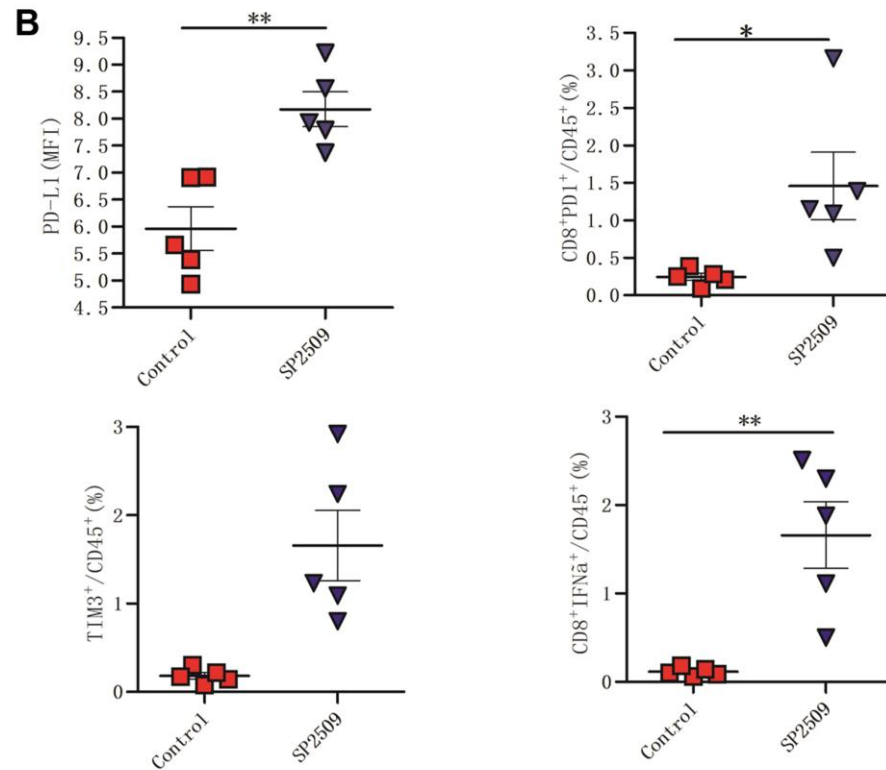 B
**
9.5
9.0
8.5
8.0
7.5
7.0
6.5
6.0
5.5
5.0
4.5
PD-L1(MFI)
Control
SP2509
*
3.5
3.0
2.5
2.0
1.5
1.0
0.5
0.0
CD8⁺PD1⁺/CD45⁺(%)
Control
SP2509
3
2
1
0
TIM3⁺/CD45⁺(%)
Control
SP2509
**
3
2
1
0
CD8⁺IFNã⁺/CD45⁺(%)
Control
SP2509